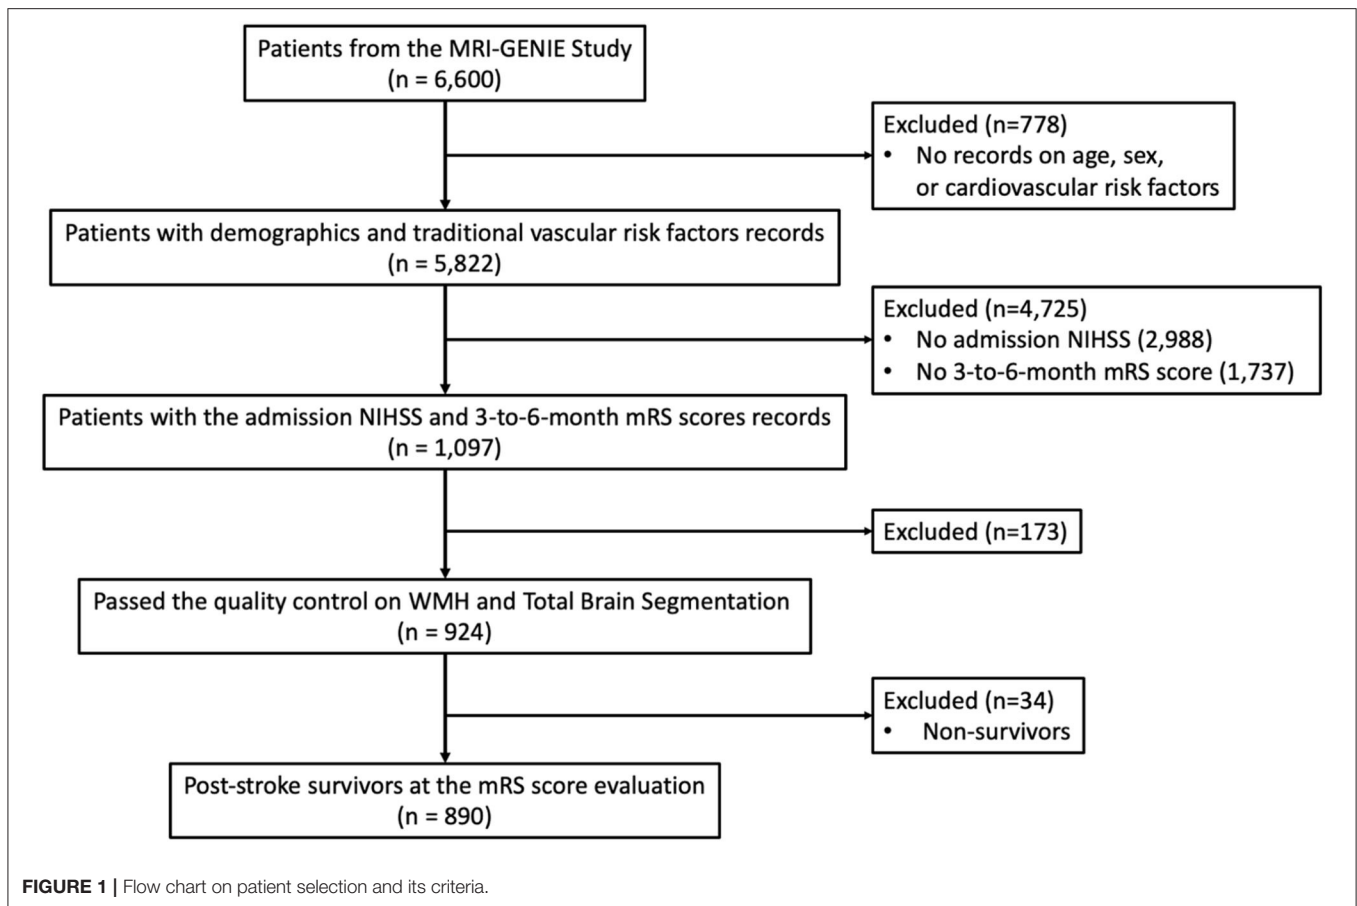 Patients from the MRI-GENIE Study
(n = 6,600)
Excluded (n=778)
• No records on age, sex,
or cardiovascular risk factors
Patients with demographics and traditional vascular risk factors records
(n = 5,822)
Excluded (n=4,725)
• No admission NIHSS (2,988)
• No 3-to-6-month mRS score (1,737)
Patients with the admission NIHSS and 3-to-6-month mRS scores records
(n = 1,097)
Excluded (n=173)
Passed the quality control on WMH and Total Brain Segmentation
(n = 924)
Excluded (n=34)
• Non-survivors
Post-stroke survivors at the mRS score evaluation
(n = 890)
FIGURE 1 | Flow chart on patient selection and its criteria.